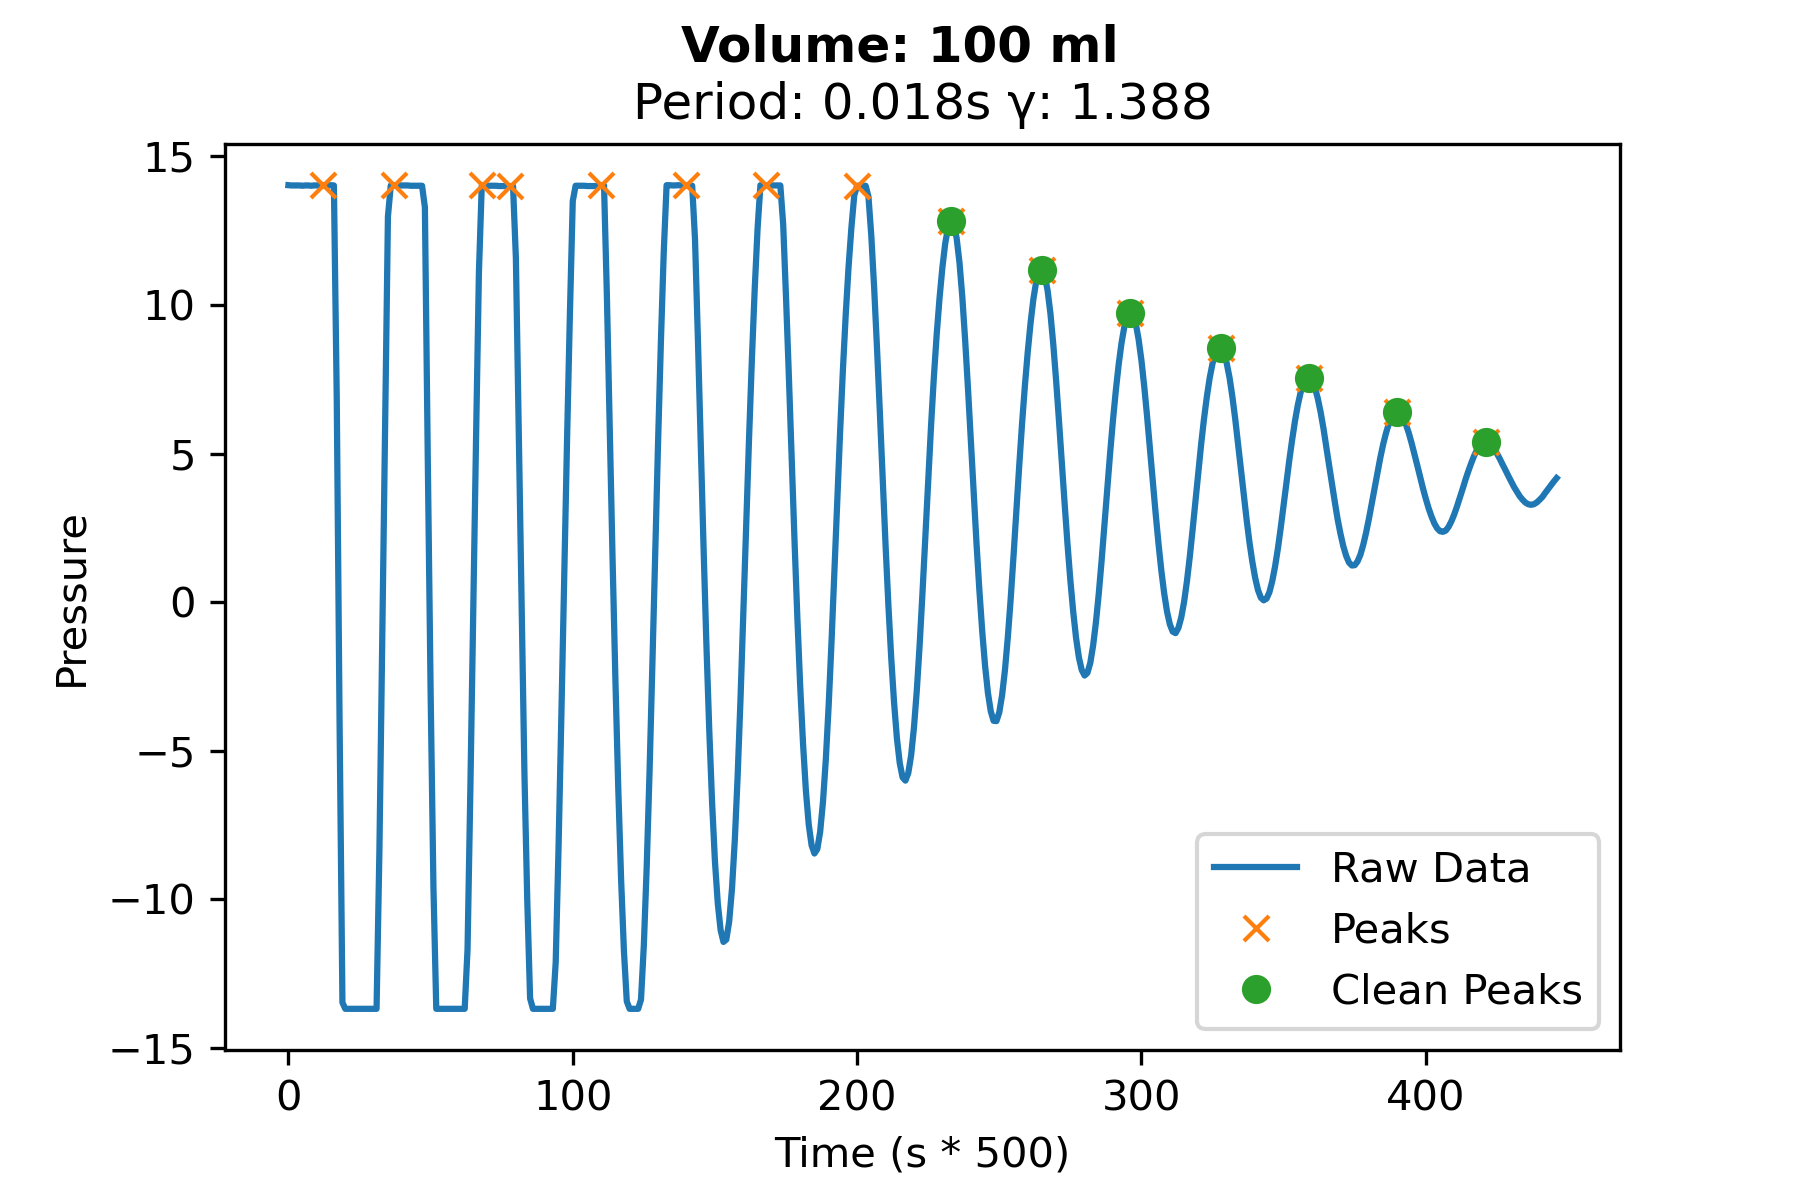 Volume: 100 ml
Period: 0.018s γ: 1.388
15
10
5
0
−5
−10
−15
Pressure
0 100 200 300 400
Time (s * 500)
Raw Data
Peaks
Clean Peaks